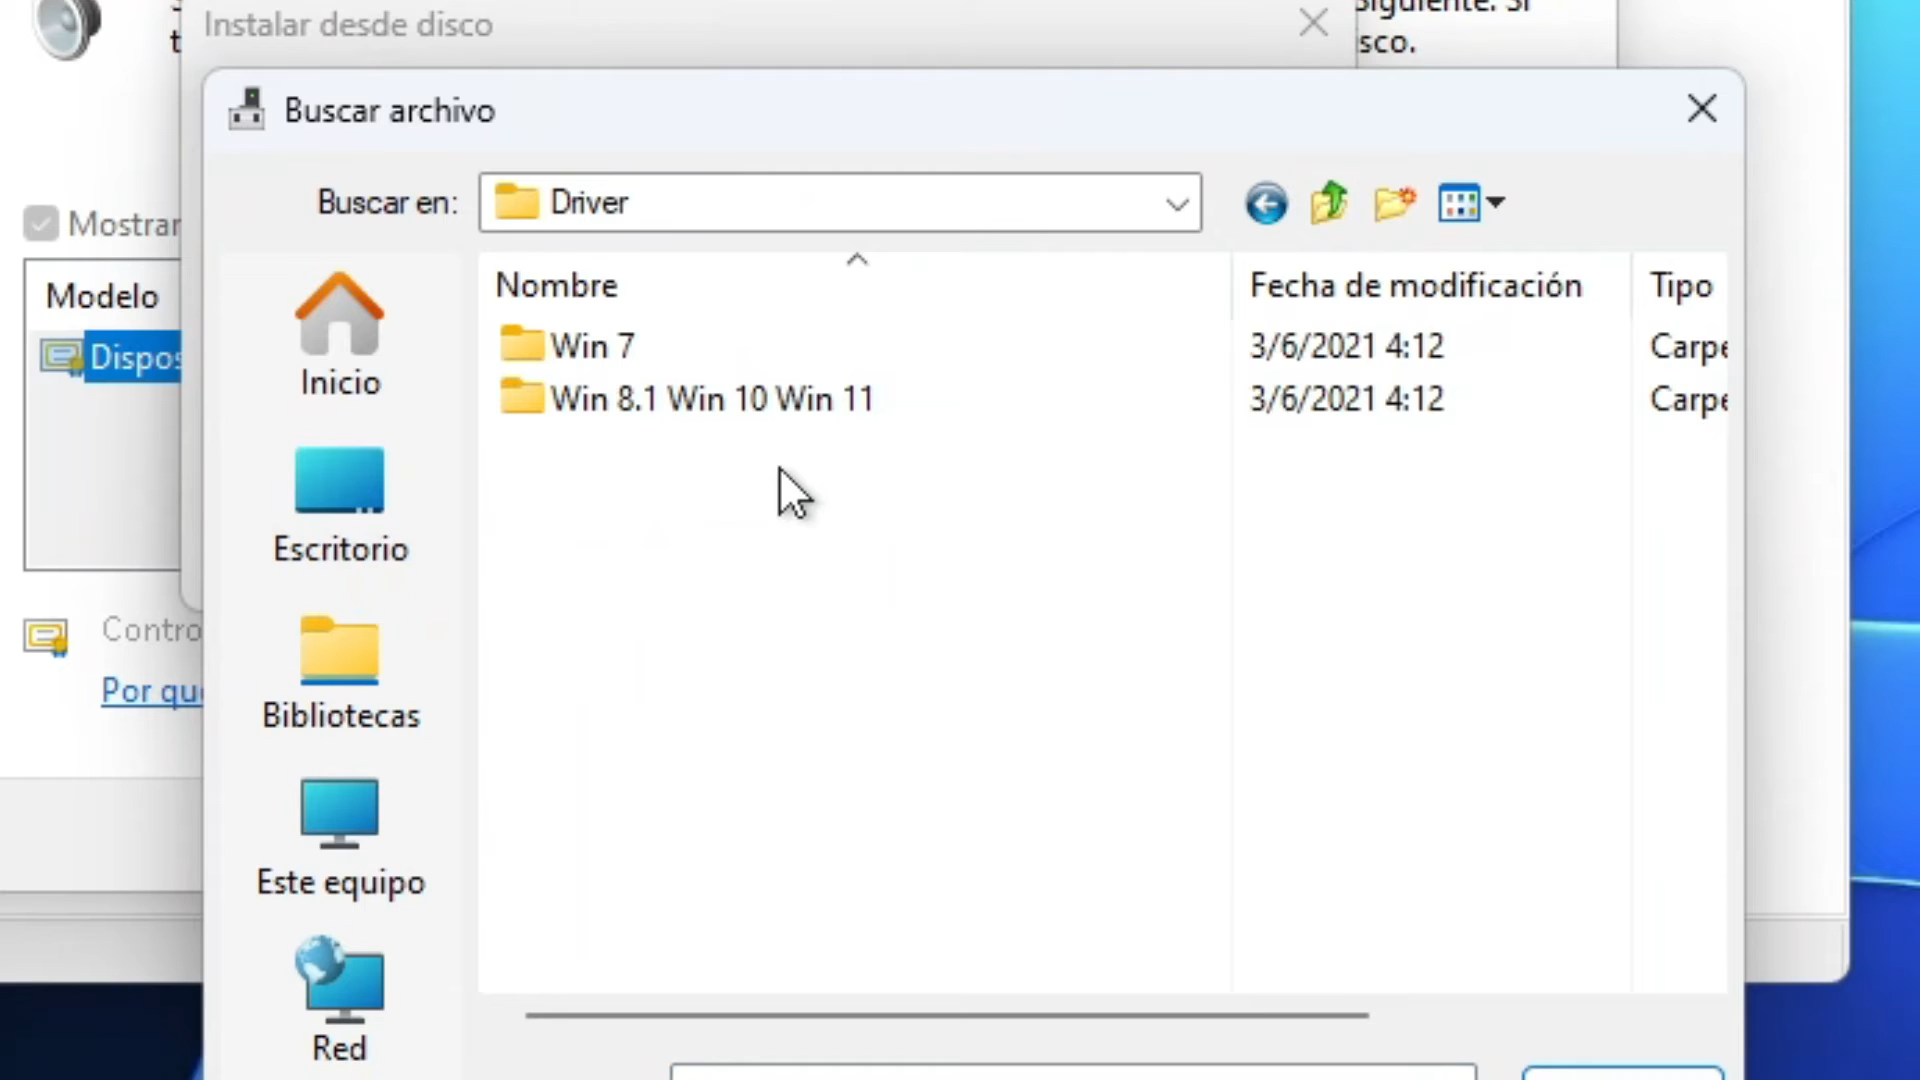 Instalar desde disco
Siguiente. Si
sco.
Buscar archivo
Buscar en:
Driver
Mostrar
Modelo
Dispos
Contro
Por qu
Inicio
Escritorio
Bibliotecas
Este equipo
Red
Nombre Fecha de modificación Tipo
Win 7 3/6/2021 4:12 Carpe
Win 8.1 Win 10 Win 11 3/6/2021 4:12 Carpe